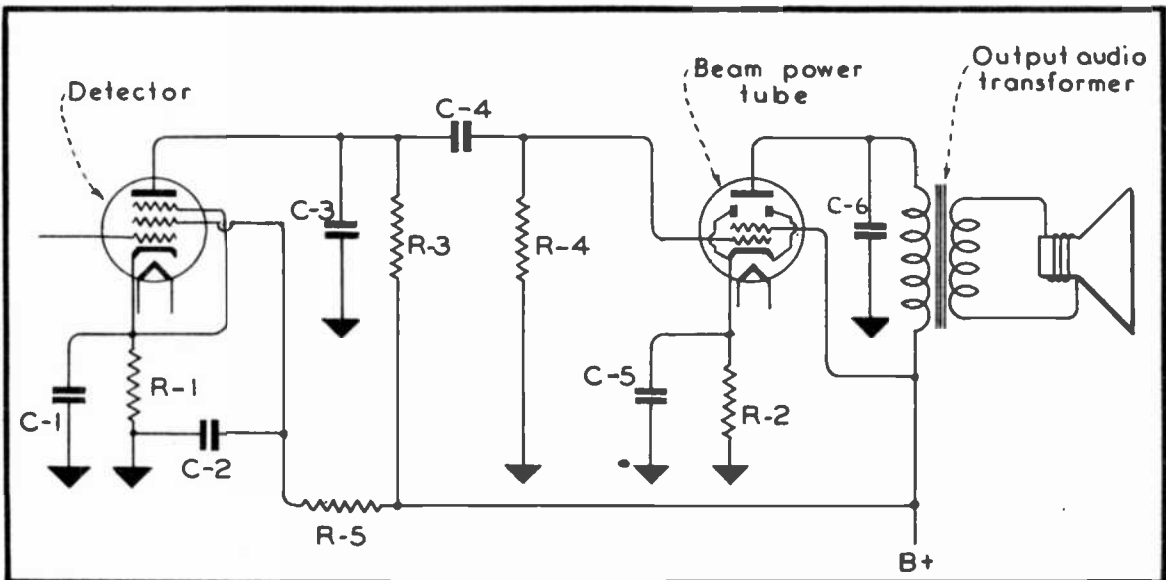 Detector
C-4
Beam power
tube
Output audio
transformer
C-3
R-3
R-4
C-6
C-1
R-1
C-2
C-5
R-2
R-5
B+